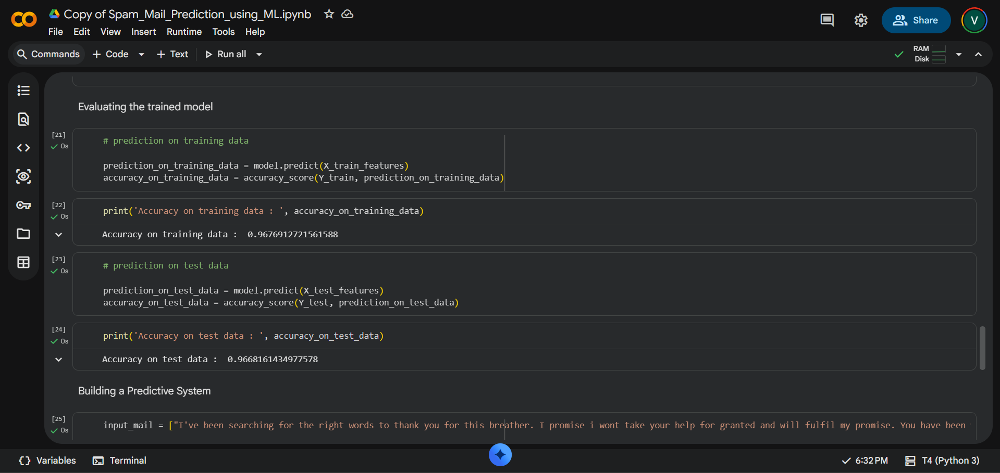 Copy of Spam_Mail_Prediction_using_ML.ipynb
File Edit View Insert Runtime Tools Help
Share
V
Commands + Code + Text Run all
RAM
Disk
Evaluating the trained model
[21]
0s
# prediction on training data
prediction_on_training_data = model.predict(X_train_features)
accuracy_on_training_data = accuracy_score(Y_train, prediction_on_training_data)
[22]
0s
print('Accuracy on training data : ', accuracy_on_training_data)
Accuracy on training data :  0.9676912721561588
[23]
0s
# prediction on test data
prediction_on_test_data = model.predict(X_test_features)
accuracy_on_test_data = accuracy_score(Y_test, prediction_on_test_data)
[24]
0s
print('Accuracy on test data : ', accuracy_on_test_data)
Accuracy on test data :  0.9668161434977578
Building a Predictive System
[25]
0s
input_mail = ["I've been searching for the right words to thank you for this breather. I promise i wont take your help for granted and will fulfil my promise. You have been
{} Variables Terminal
6:32 PM T4 (Python 3)